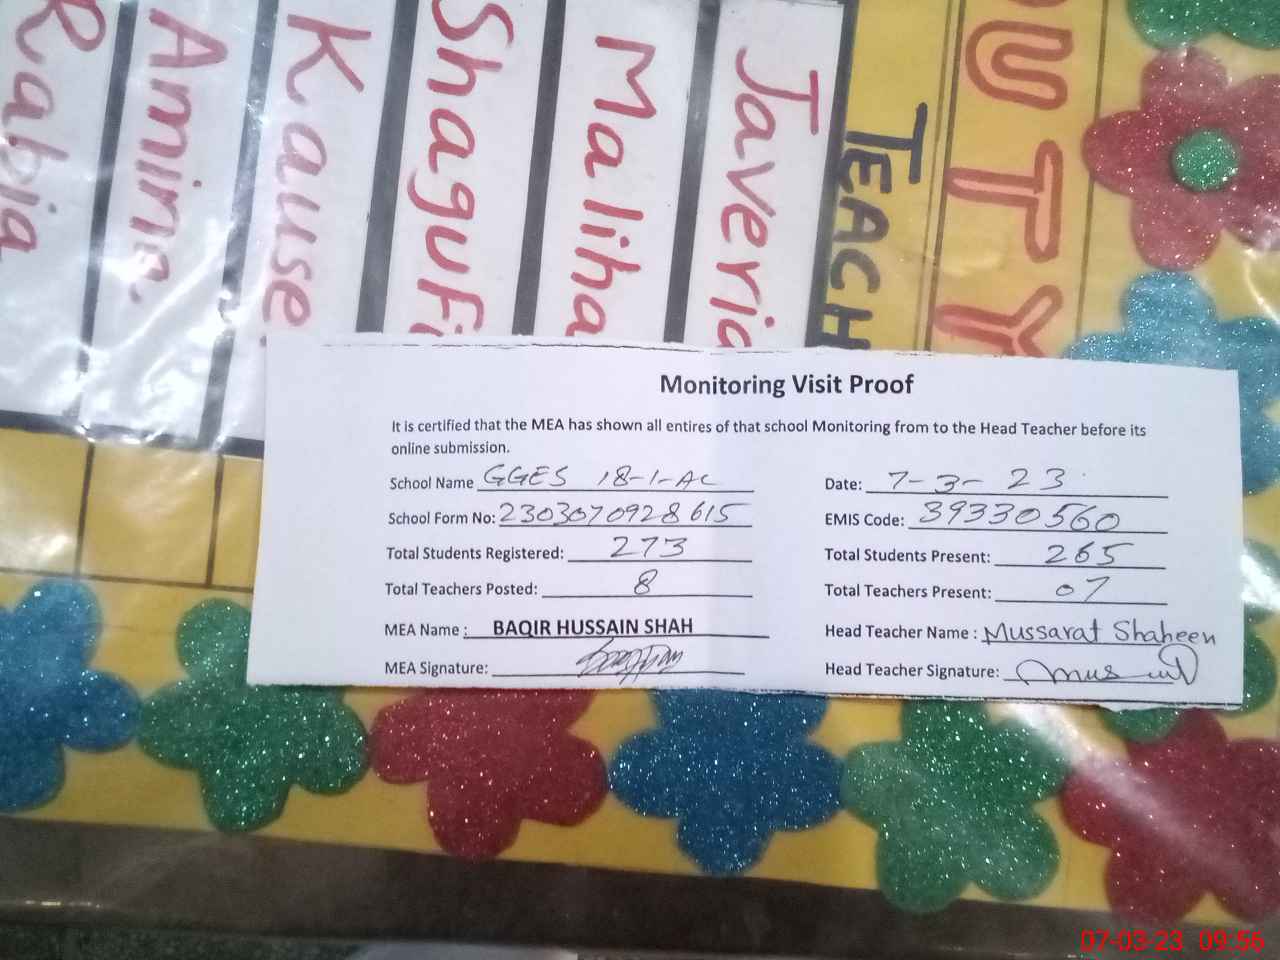 DUTY
TEACH
Javeria
Maliha
Shagufi
Kause
Amin
Rabia
Monitoring Visit Proof
It is certified that the MEA has shown all entires of that school Monitoring from to the Head Teacher before its
online submission.
School Name GGES 18-1-AL
Date: 7-3-23
School Form No: 2303070928615
EMIS Code: 39330560
Total Students Registered: 273
Total Students Present: 265
Total Teachers Posted: 8
Total Teachers Present: 07
MEA Name : BAQIR HUSSAIN SHAH
Head Teacher Name : Mussarat Shaheen
MEA Signature:
Head Teacher Signature:
07-03-23 09:56